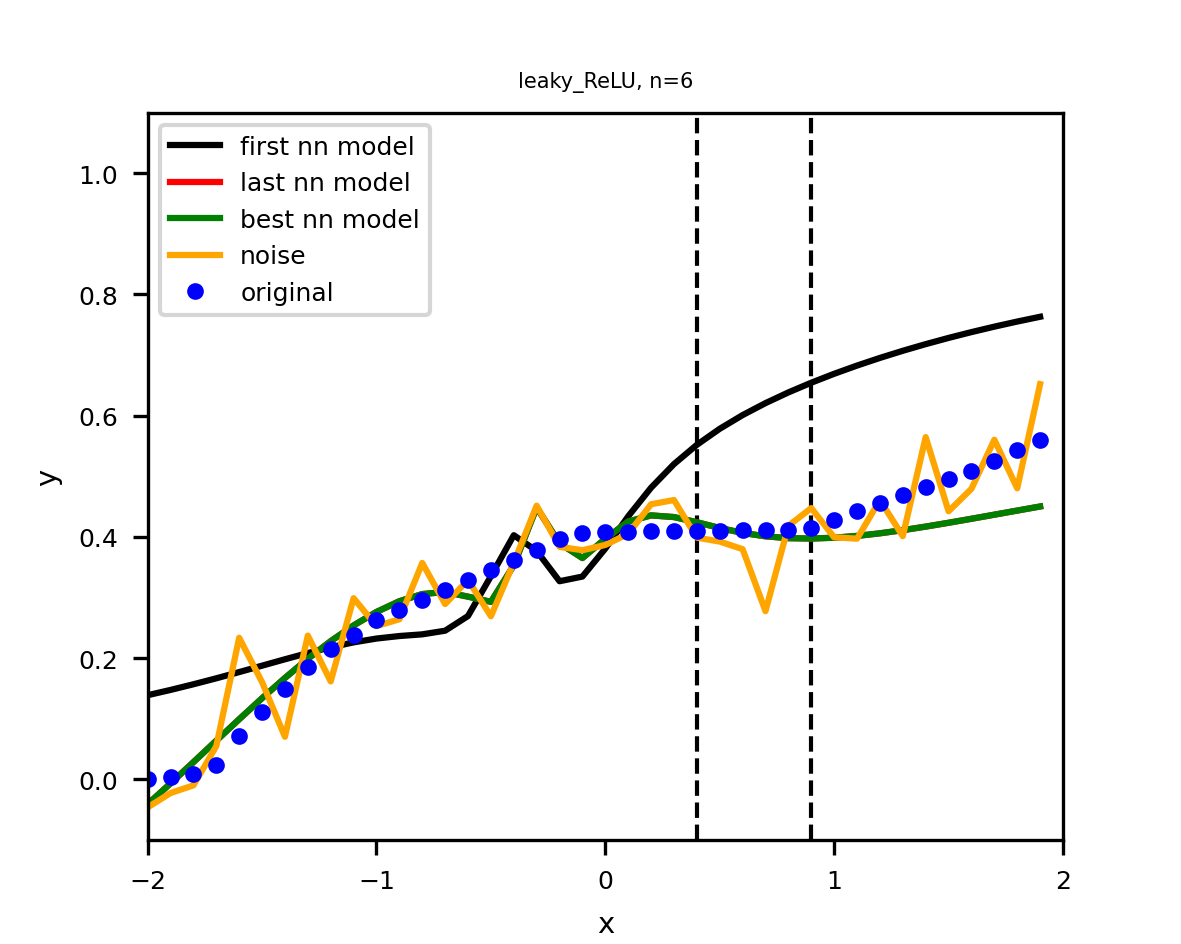 leaky_ReLU, n=6
first nn model
last nn model
best nn model
noise
original
1.0
0.8
0.6
0.4
0.2
0.0
y
−2 −1 0 1 2
x